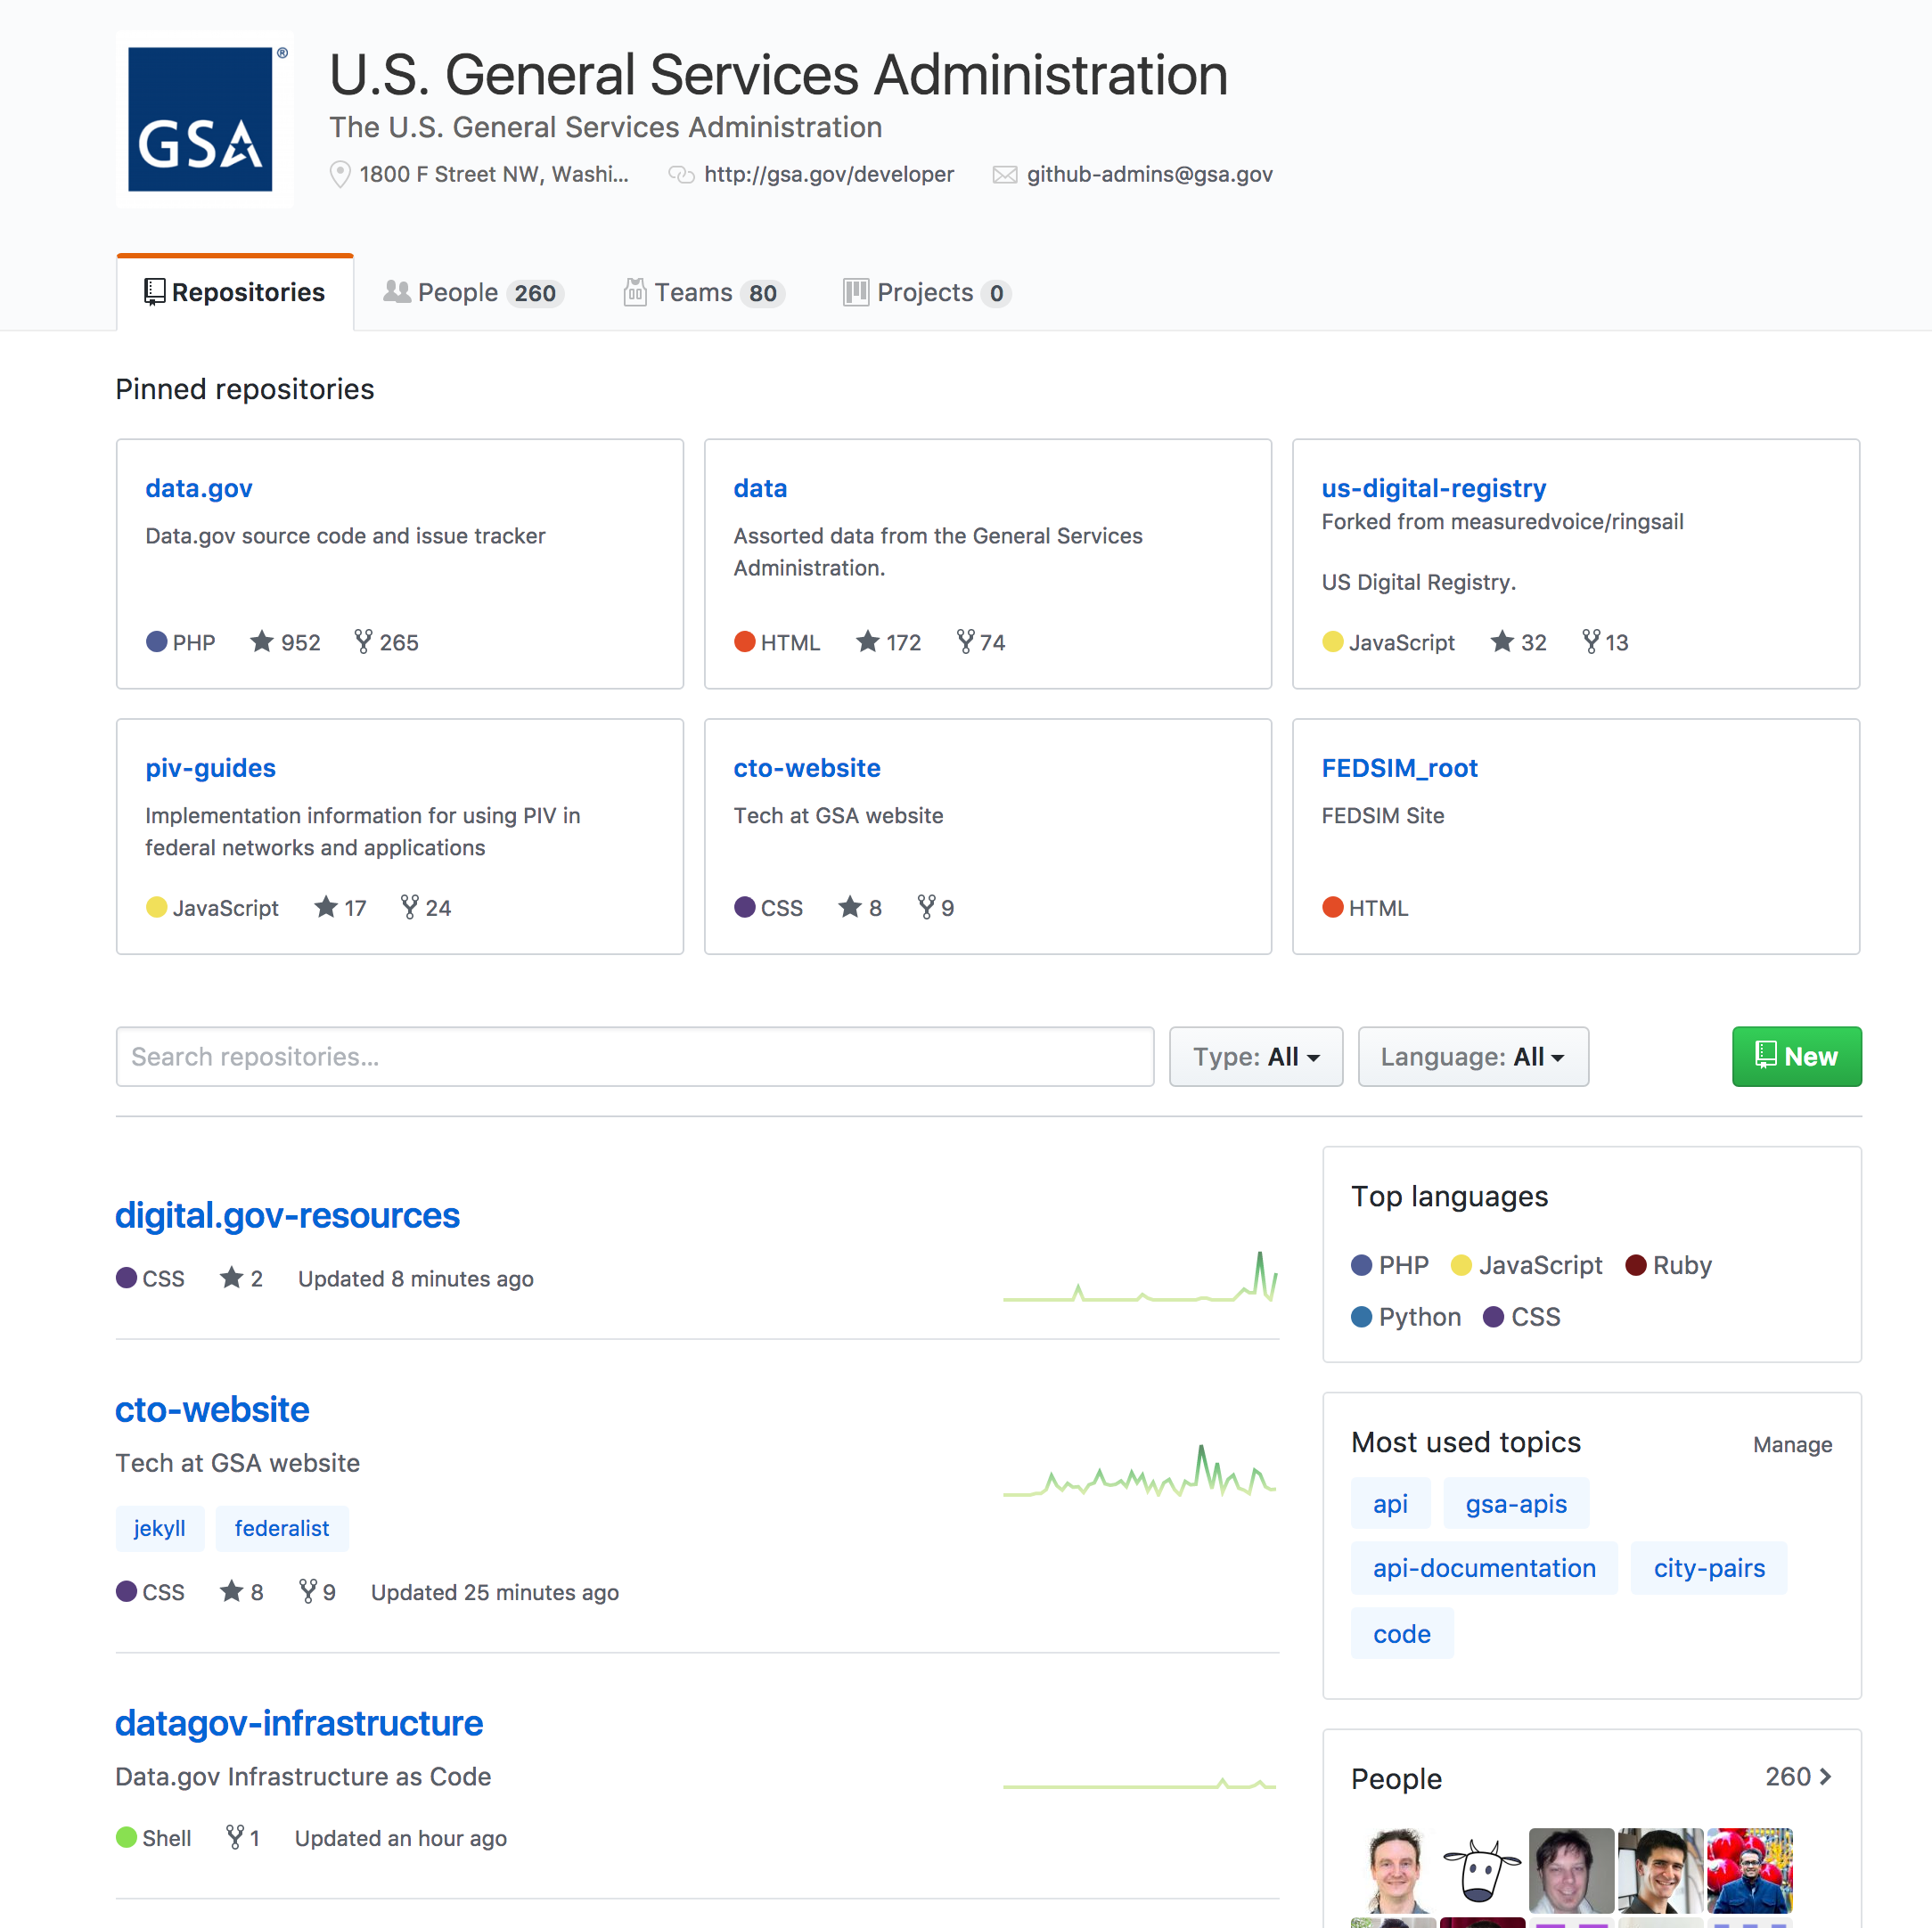 GSA ®
U.S. General Services Administration
The U.S. General Services Administration
1800 F Street NW, Washi... http://gsa.gov/developer github-admins@gsa.gov
Repositories People 260 Teams 80 Projects 0
Pinned repositories
data.gov
Data.gov source code and issue tracker
PHP 952 265
data
Assorted data from the General Services
Administration.
HTML 172 74
us-digital-registry
Forked from measuredvoice/ringsail
US Digital Registry.
JavaScript 32 13
piv-guides
Implementation information for using PIV in
federal networks and applications
JavaScript 17 24
cto-website
Tech at GSA website
CSS 8 9
FEDSIM_root
FEDSIM Site
HTML
Search repositories... Type: All Language: All New
digital.gov-resources
CSS 2 Updated 8 minutes ago
cto-website
Tech at GSA website
jekyll federalist
CSS 8 9 Updated 25 minutes ago
datagov-infrastructure
Data.gov Infrastructure as Code
Shell 1 Updated an hour ago
Top languages
PHP JavaScript Ruby
Python CSS
Most used topics Manage
api gsa-apis
api-documentation city-pairs
code
People 260